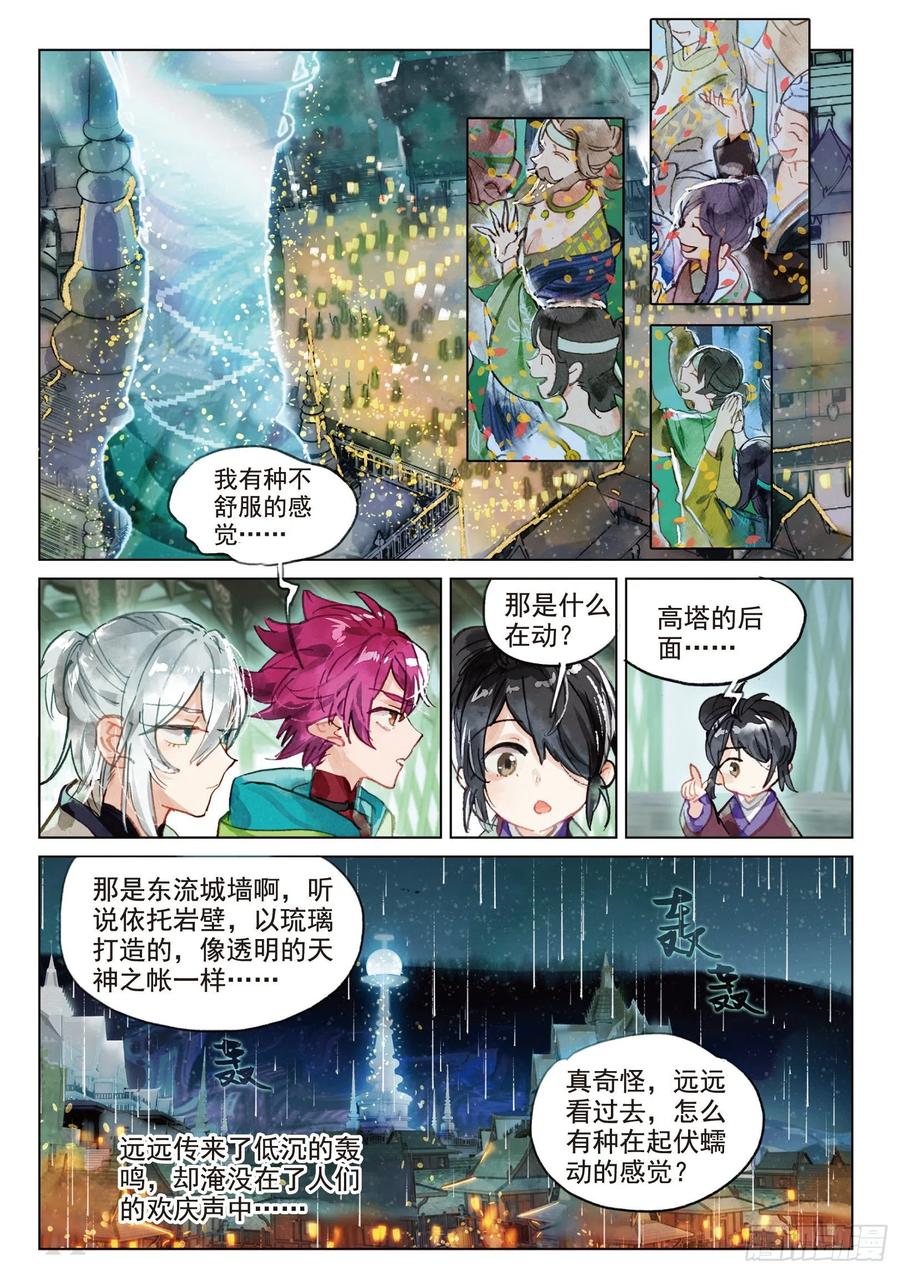 我有种不
舒服的感
觉……
那是什么
在动？
高塔的后
面……
那是东流城墙啊，听
说依托岩壁，以琉璃
打造的，像透明的天
神之帐一样……
轰
轰
轰
真奇怪，远远
看过去，怎么
有种在起伏蠕
动的感觉？
远远传来了低沉的轰
鸣，却淹没在了人们
的欢庆声中……